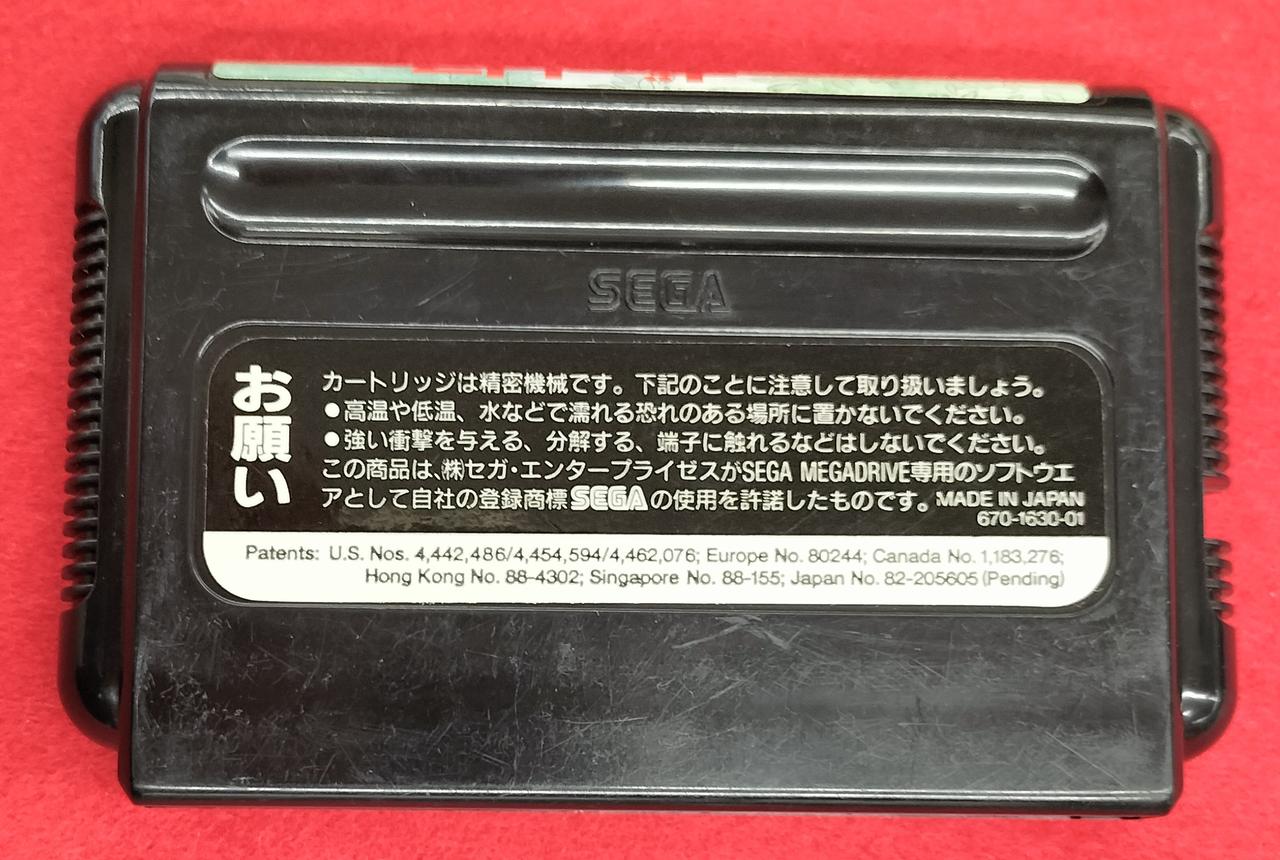 SEGA
お願い
カートリッジは精密機械です。下記のことに注意して取り扱いましょう。
●高温や低温、水などで濡れる恐れのある場所に置かないでください。
●強い衝撃を与える、分解する、端子に触れるなどはしないでください。
この商品は、㈱セガ・エンタープライゼスがSEGA MEGADRIVE専用のソフトウエ
アとして自社の登録商標SEGAの使用を許諾したものです。MADE IN JAPAN
670-1630-01
Patents: U.S. Nos. 4,442,486/4,454,594/4,462,076; Europe No. 80244; Canada No. 1,183,276;
Hong Kong No. 88-4302; Singapore No. 88-155; Japan No. 82-205605 (Pending)